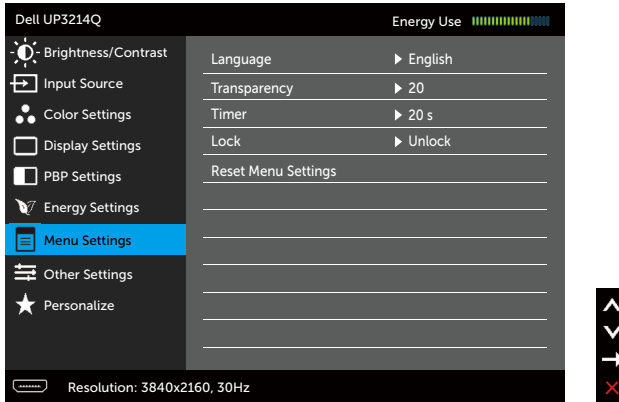 Dell UP3214Q Energy Use
Brightness/Contrast
Input Source
Color Settings
Display Settings
PBP Settings
Energy Settings
Menu Settings
Other Settings
Personalize
Language English
Transparency 20
Timer 20 s
Lock Unlock
Reset Menu Settings
Resolution: 3840x2160, 30Hz